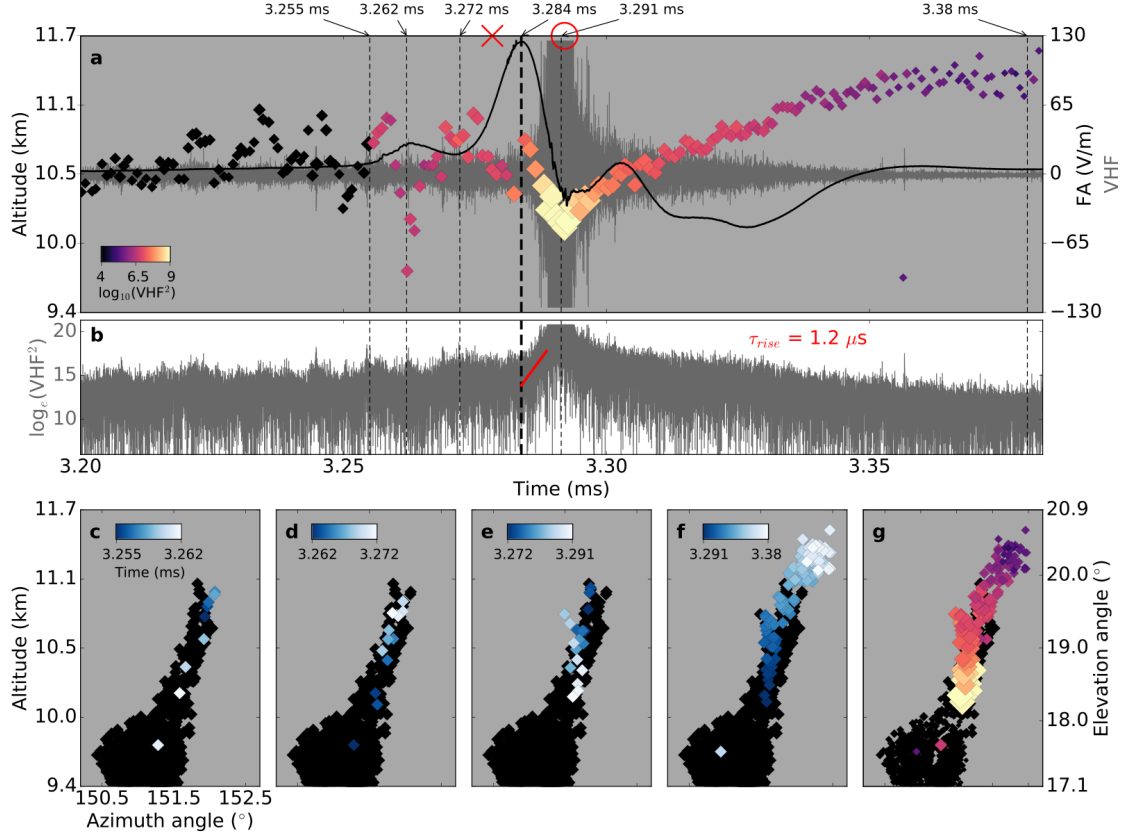 3.255 ms 3.262 ms 3.272 ms 3.284 ms 3.291 ms 3.38 ms
a
11.7
11.1
10.5
10.0
9.4
Altitude (km)
130
65
0
−65
−130
FA (V/m)
VHF
4 6.5 9
log₁₀(VHF²)
b
20
15
10
logₑ(VHF²)
τrise = 1.2 μs
3.20 3.25 3.30 3.35
Time (ms)
11.7
11.1
10.5
10.0
9.4
Altitude (km)
c
3.255 3.262
Time (ms)
d
3.262 3.272
e
3.272 3.291
f
3.291 3.38
g
20.9
20.0
19.0
18.0
17.1
Elevation angle (°)
150.5 151.5 152.5
Azimuth angle (°)